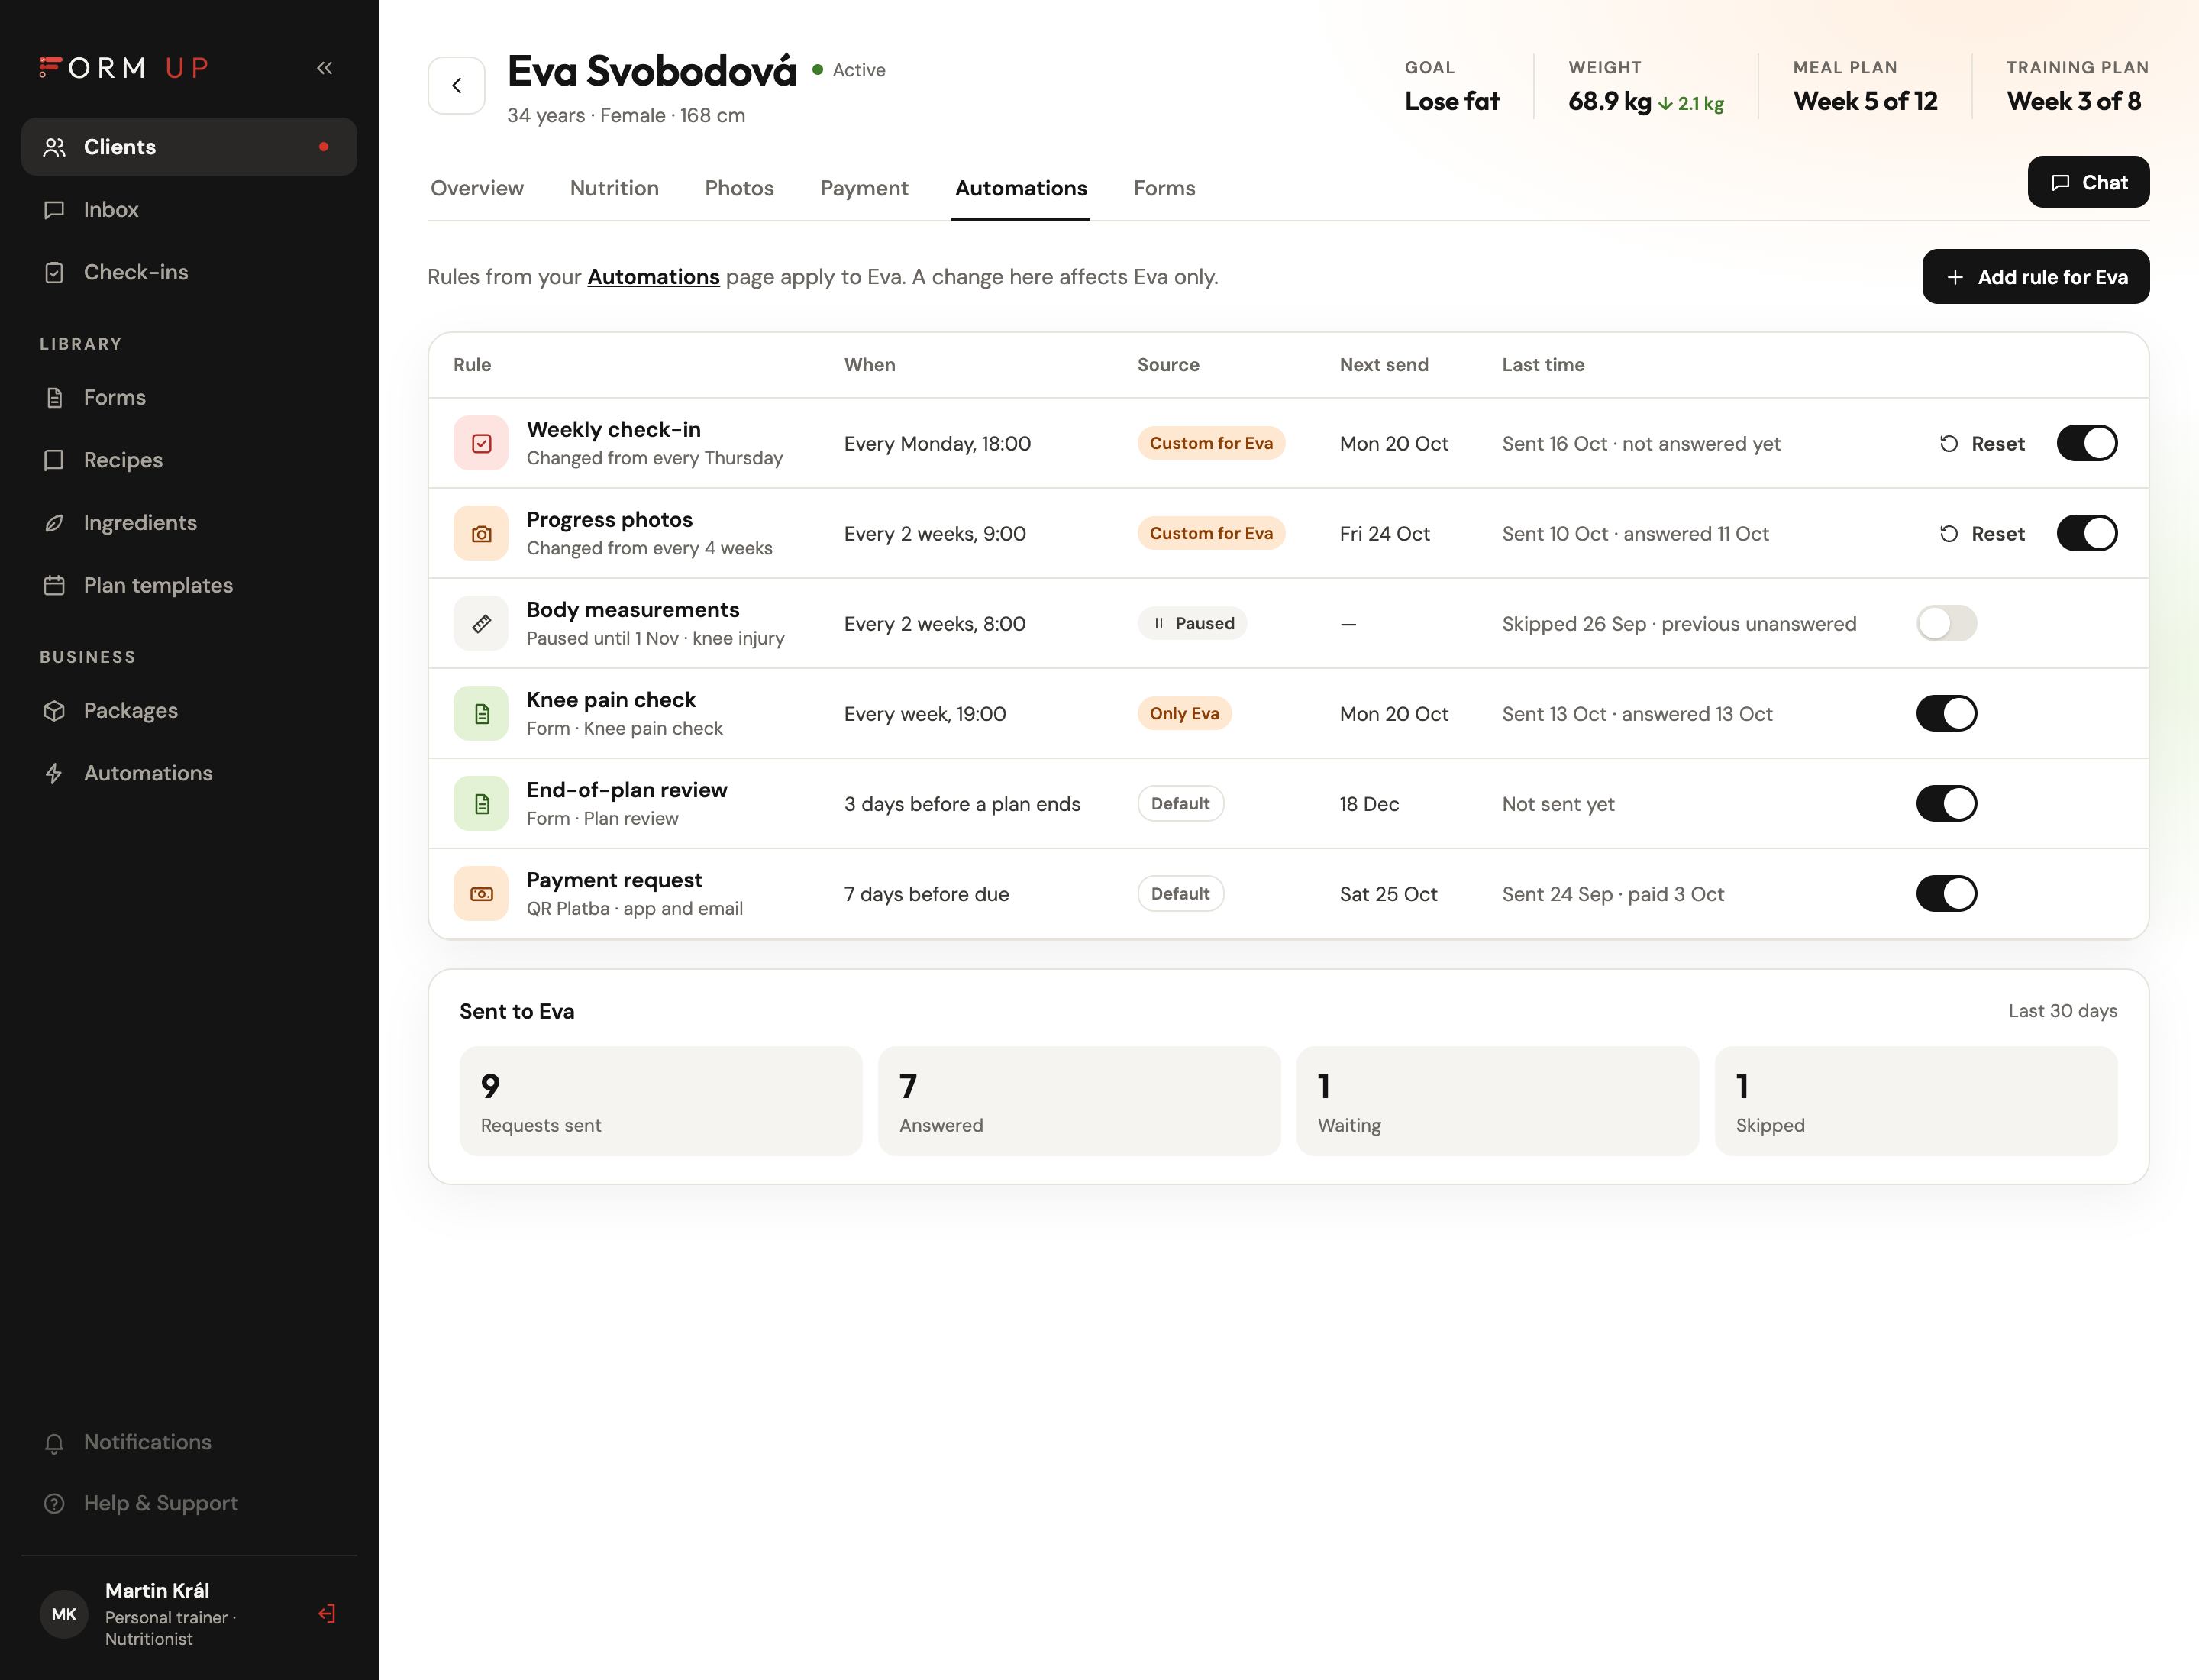 FORM UP
Clients
Inbox
Check-ins
LIBRARY
Forms
Recipes
Ingredients
Plan templates
BUSINESS
Packages
Automations
Notifications
Help & Support
MK
Martin Král
Personal trainer ·
Nutritionist
Eva Svobodová
Active
34 years · Female · 168 cm
GOAL
Lose fat
WEIGHT
68.9 kg ↓ 2.1 kg
MEAL PLAN
Week 5 of 12
TRAINING PLAN
Week 3 of 8
Overview Nutrition Photos Payment Automations Forms
Chat
Rules from your Automations page apply to Eva. A change here affects Eva only.
Add rule for Eva
Rule When Source Next send Last time
Weekly check-in
Changed from every Thursday
Every Monday, 18:00
Custom for Eva
Mon 20 Oct
Sent 16 Oct · not answered yet
Reset
Progress photos
Changed from every 4 weeks
Every 2 weeks, 9:00
Custom for Eva
Fri 24 Oct
Sent 10 Oct · answered 11 Oct
Reset
Body measurements
Paused until 1 Nov · knee injury
Every 2 weeks, 8:00
Paused
—
Skipped 26 Sep · previous unanswered
Knee pain check
Form · Knee pain check
Every week, 19:00
Only Eva
Mon 20 Oct
Sent 13 Oct · answered 13 Oct
End-of-plan review
Form · Plan review
3 days before a plan ends
Default
18 Dec
Not sent yet
Payment request
QR Platba · app and email
7 days before due
Default
Sat 25 Oct
Sent 24 Sep · paid 3 Oct
Sent to Eva
Last 30 days
9
Requests sent
7
Answered
1
Waiting
1
Skipped